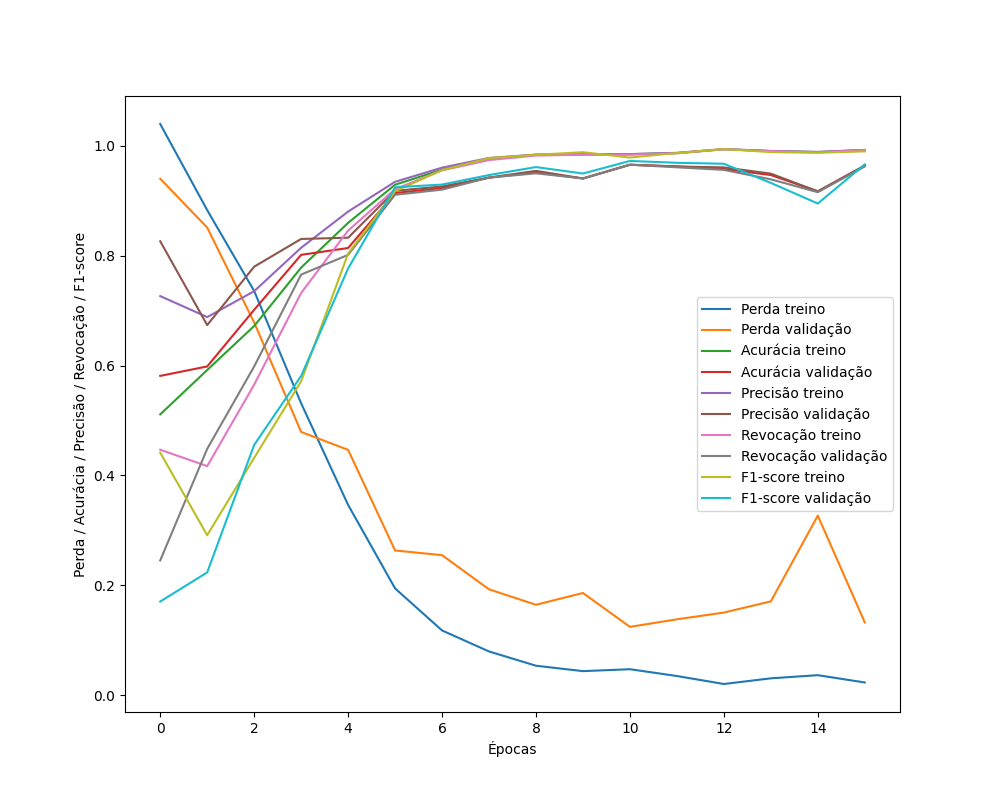 Perda / Acurácia / Precisão / Revocação / F1-score
1.0
0.8
0.6
0.4
0.2
0.0
Perda treino
Perda validação
Acurácia treino
Acurácia validação
Precisão treino
Precisão validação
Revocação treino
Revocação validação
F1-score treino
F1-score validação
0 2 4 6 8 10 12 14
Épocas